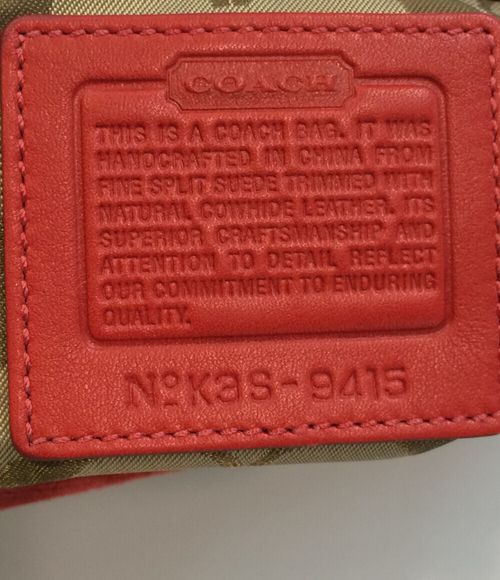 COACH
THIS IS A COACH BAG. IT WAS
HANDCRAFTED IN CHINA FROM
FINE SPLIT SUEDE TRIMMED WITH
NATURAL COWHIDE LEATHER. ITS
SUPERIOR CRAFTSMANSHIP AND
ATTENTION TO DETAIL REFLECT
OUR COMMITMENT TO ENDURING
QUALITY.
Nº K3S-9415